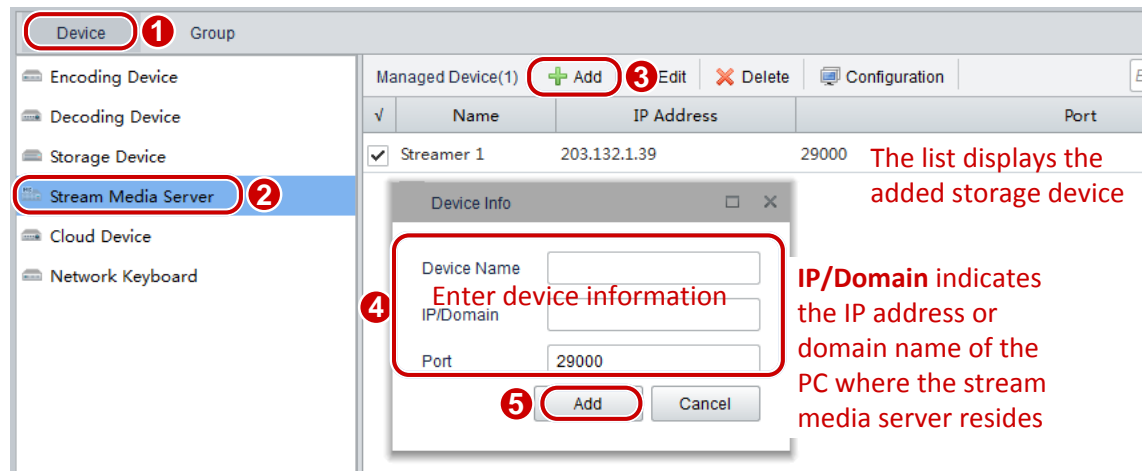 Device 1 Group
Encoding Device
Decoding Device
Storage Device
Stream Media Server 2
Cloud Device
Network Keyboard
Managed Device(1) Add 3 Edit Delete Configuration
√ Name IP Address Port
Streamer 1 203.132.1.39 29000
The list displays the
added storage device
Device Info
Device Name
Enter device information
4
IP/Domain
Port 29000
5 Add Cancel
IP/Domain indicates
the IP address or
domain name of the
PC where the stream
media server resides